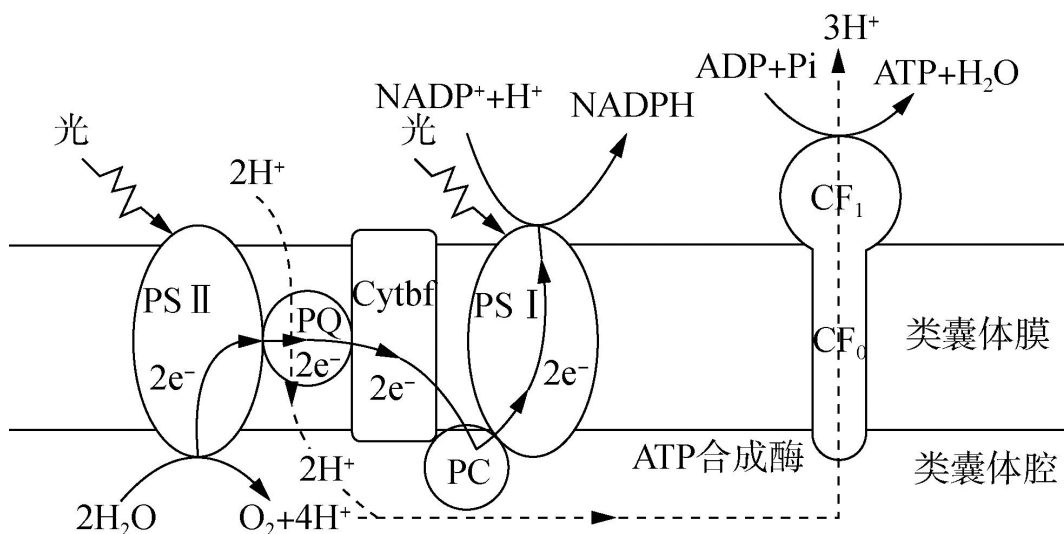 3H⁺
ADP+Pi
ATP+H₂O
NADP⁺+H⁺
NADPH
光
光
2H⁺
CF₁
PS Ⅱ
PQ
Cytbf
PS Ⅰ
CF₀
类囊体膜
2e⁻
2e⁻
2e⁻
2e⁻
2H⁺
PC
ATP合成酶
类囊体腔
2H₂O
O₂+4H⁺